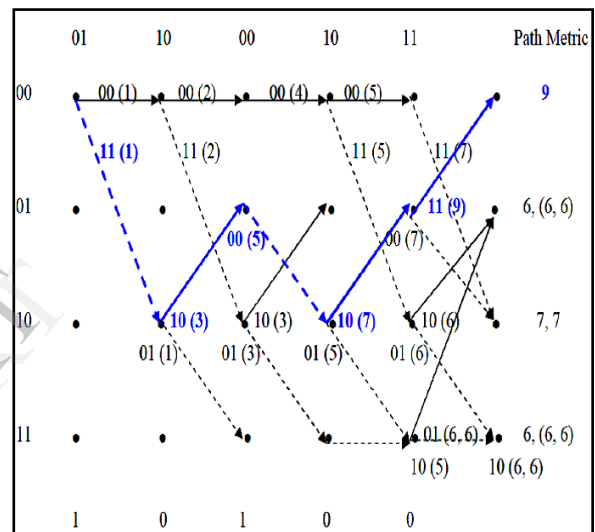 01 10 00 10 11 Path Metric
00 00 (1) 00 (2) 00 (4) 00 (5) 9
11 (1) 11 (2) 11 (5) 11 (7)
01 11 (9) 6, (6, 6)
00 (5) 00 (7)
10 10 (3) 10 (3) 10 (7) 10 (6) 7, 7
01 (1) 01 (3) 01 (5) 01 (6)
11 01 (6, 6) 6, (6, 6)
10 (5) 10 (6, 6)
1 0 1 0 0